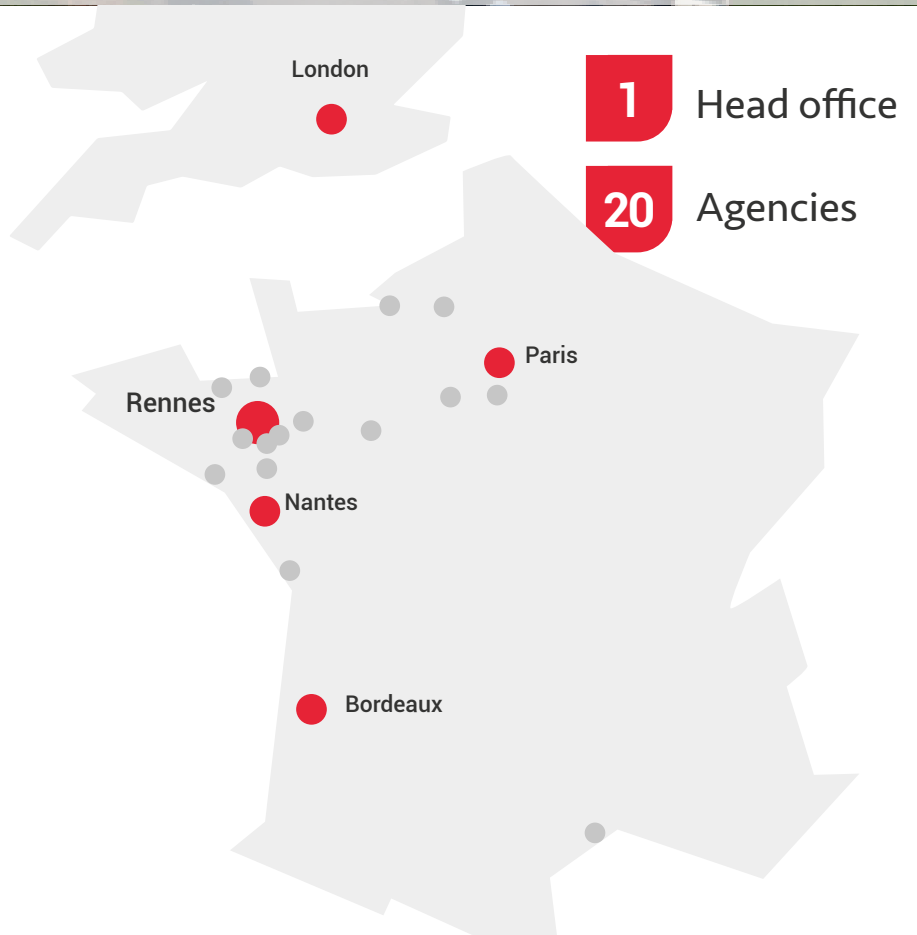 London
1 Head office
20 Agencies
Paris
Rennes
Nantes
Bordeaux